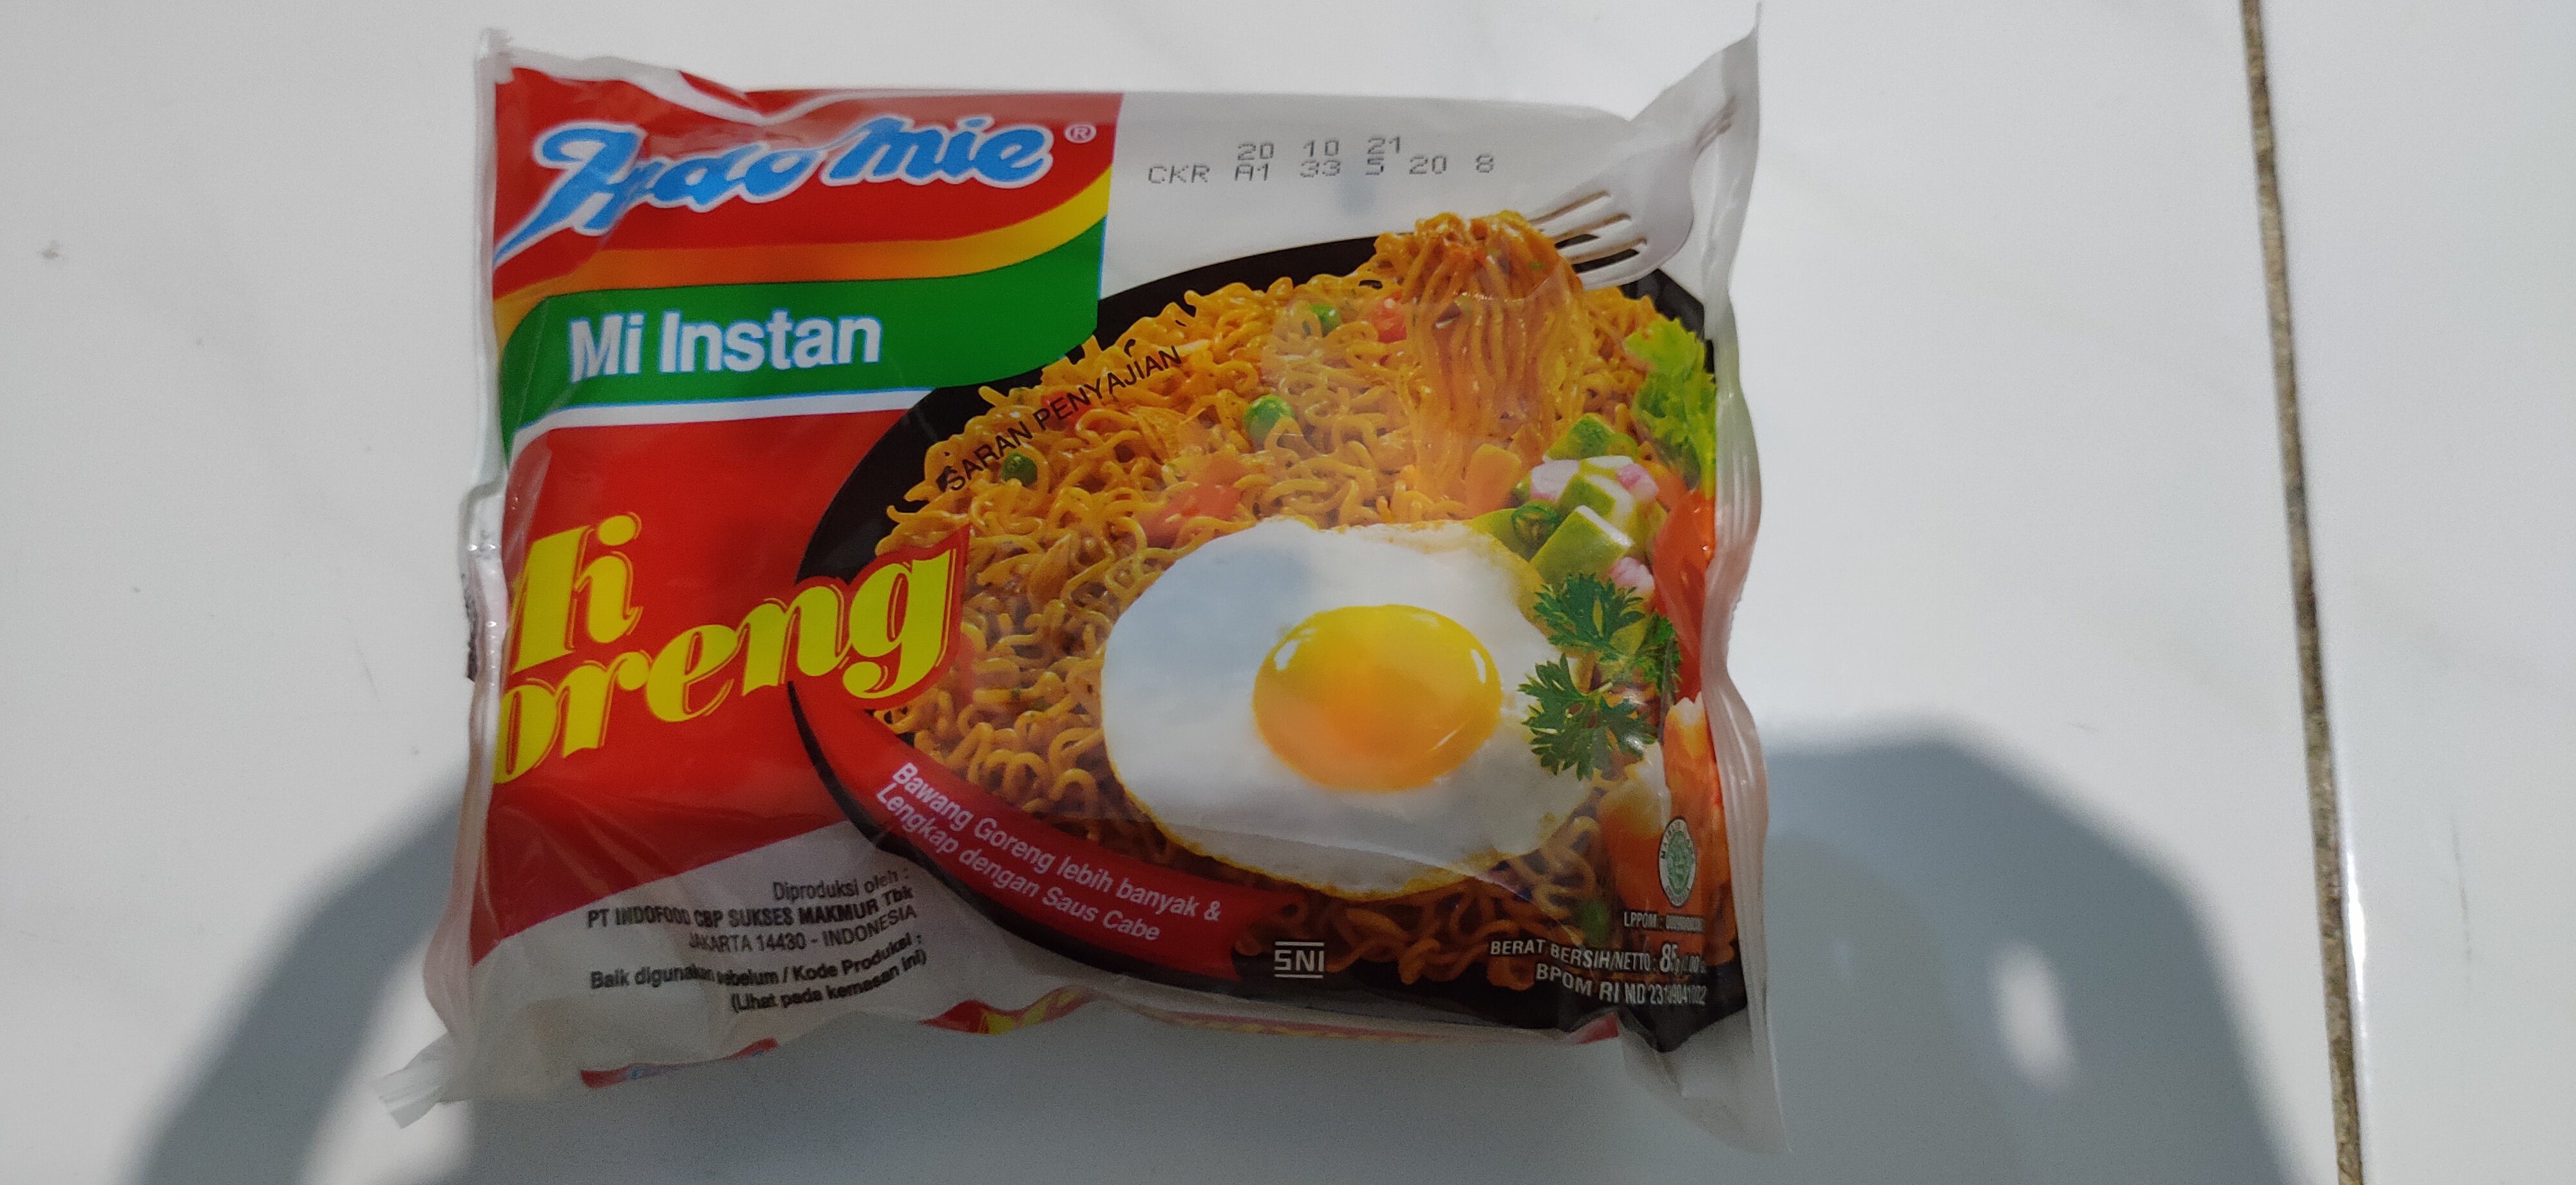 Indomie®
20 10 21
CKR A1 33 5 20 8
Mi Instan
SARAN PENYAJIAN
Mi
oreng
Bawang Goreng lebih banyak &
Lengkap dengan Saus Cabe
Diproduksi oleh :
PT INDOFOOD CBP SUKSES MAKMUR Tbk
JAKARTA 14430 - INDONESIA
Baik digunakan sebelum / Kode Produksi :
(Lihat pada kemasan ini)
SNI
LPPOM :
BERAT BERSIH/NETTO : 85g
BPOM RI MD